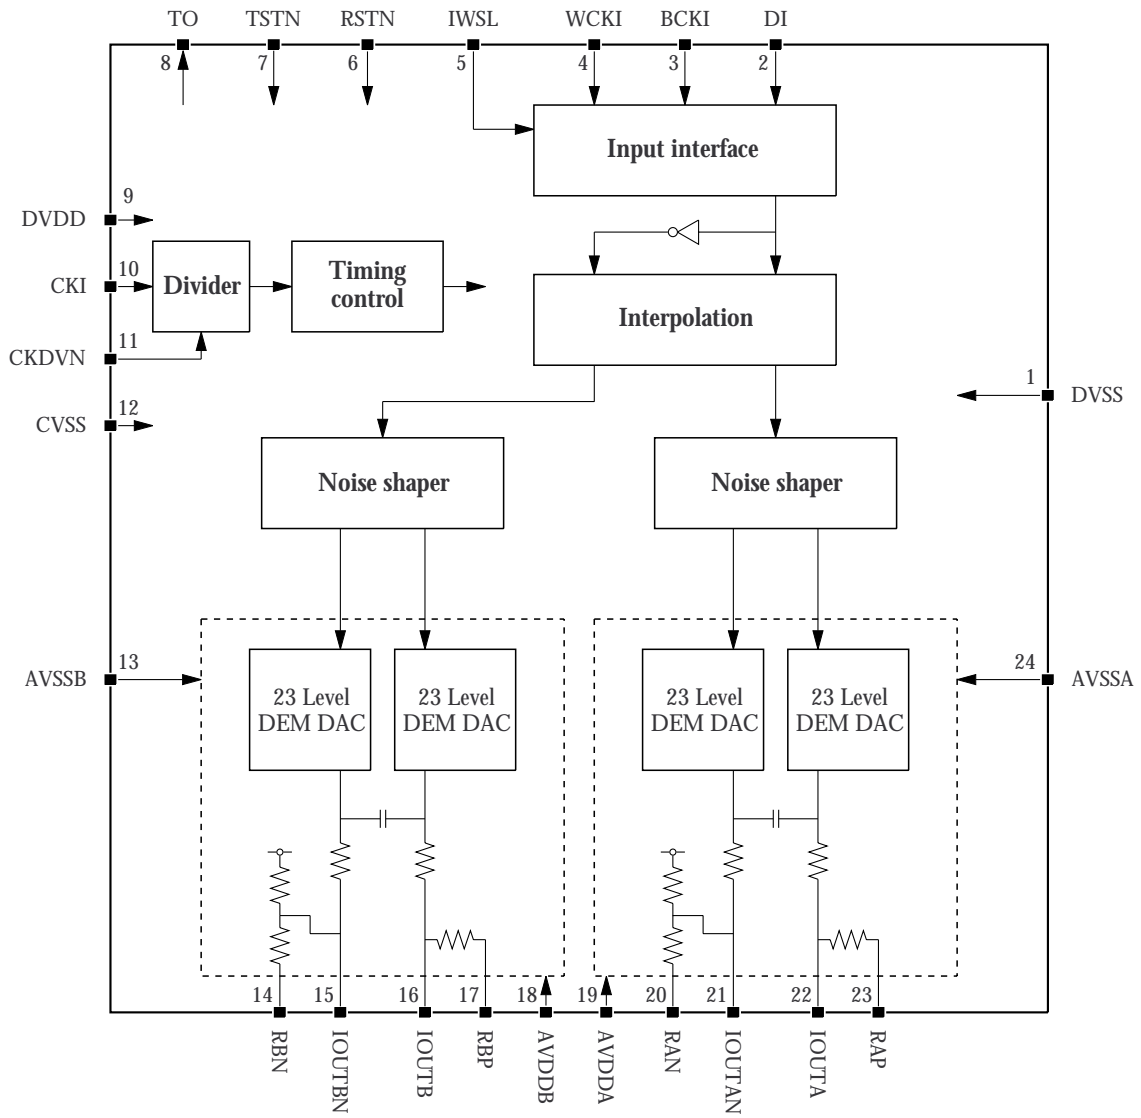 TO TSTN RSTN IWSL WCKI BCKI DI
8 7 6 5 4 3 2
Input interface
9
DVDD
10
CKI
Divider
Timing
control
Interpolation
11
CKDVN
1
DVSS
12
CVSS
Noise shaper
Noise shaper
13
AVSSB
24
AVSSA
23 Level
DEM DAC
23 Level
DEM DAC
23 Level
DEM DAC
23 Level
DEM DAC
14 15 16 17 18 19 20 21 22 23
RBN
IOUTBN
IOUTB
RBP
AVDDB
AVDDA
RAN
IOUTAN
IOUTA
RAP